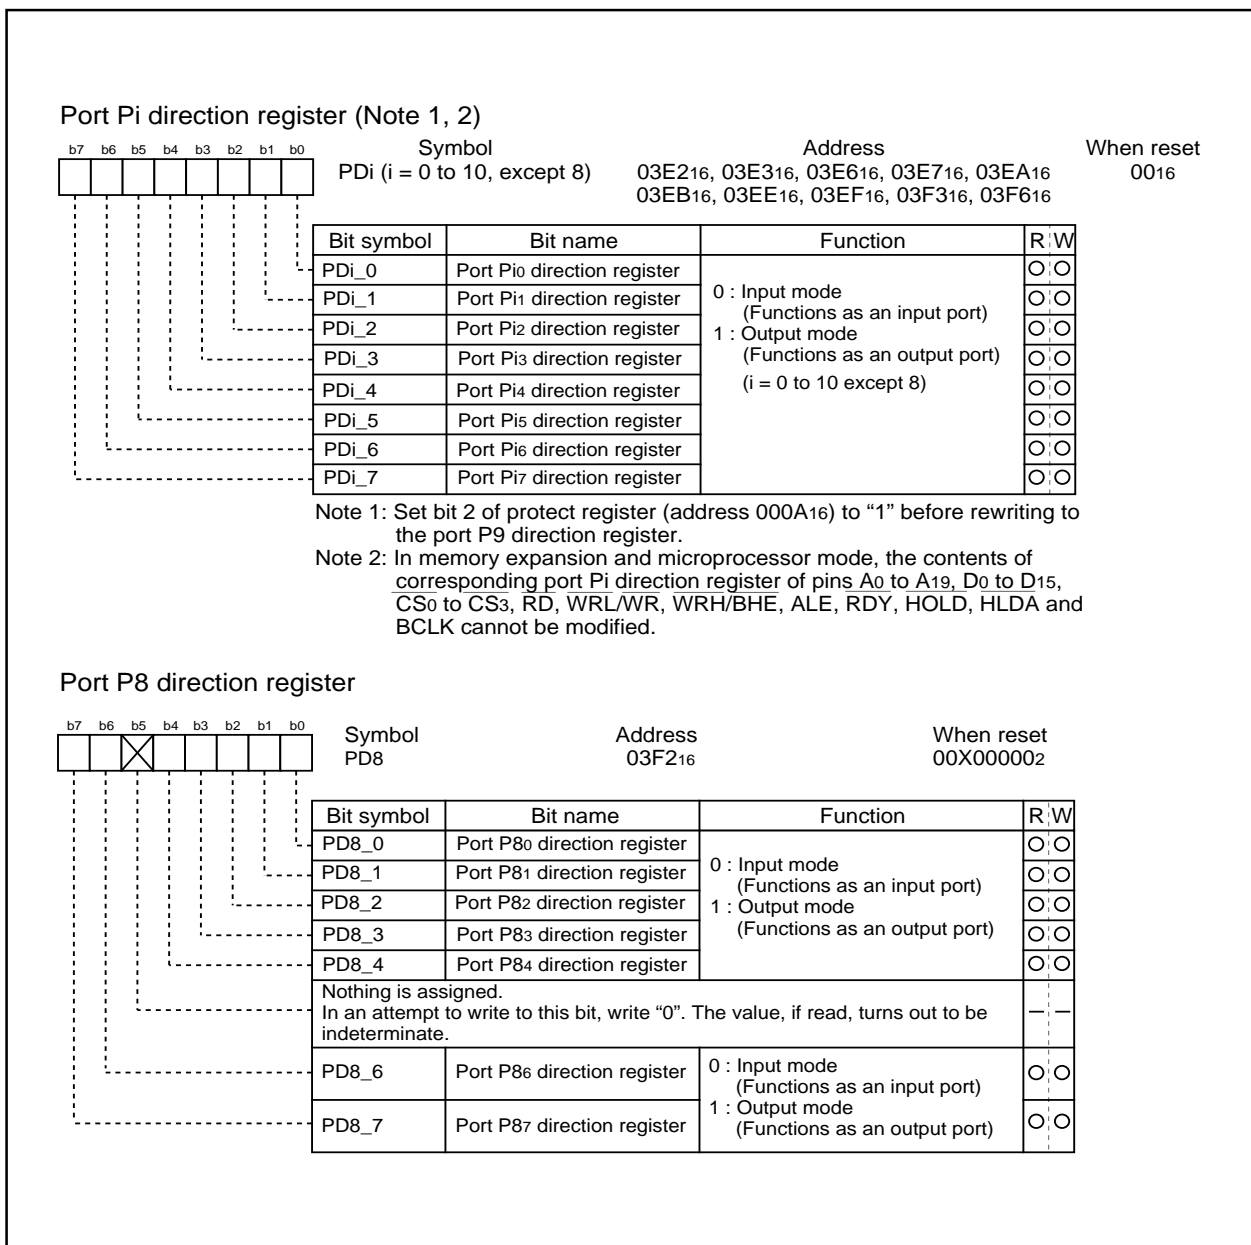 Port Pi direction register (Note 1, 2)
b7 b6 b5 b4 b3 b2 b1 b0
Symbol Address When reset
PDi (i = 0 to 10, except 8) 03E216, 03E316, 03E616, 03E716, 03EA16 0016
03EB16, 03EE16, 03EF16, 03F316, 03F616
Bit symbol Bit name Function R W
PDi_0 Port Pi0 direction register
PDi_1 Port Pi1 direction register
PDi_2 Port Pi2 direction register
PDi_3 Port Pi3 direction register
PDi_4 Port Pi4 direction register
PDi_5 Port Pi5 direction register
PDi_6 Port Pi6 direction register
PDi_7 Port Pi7 direction register
0 : Input mode
(Functions as an input port)
1 : Output mode
(Functions as an output port)
(i = 0 to 10 except 8)
Note 1: Set bit 2 of protect register (address 000A16) to “1” before rewriting to
the port P9 direction register.
Note 2: In memory expansion and microprocessor mode, the contents of
corresponding port Pi direction register of pins A0 to A19, D0 to D15,
CS0 to CS3, RD, WRL/WR, WRH/BHE, ALE, RDY, HOLD, HLDA and
BCLK cannot be modified.
Port P8 direction register
b7 b6 b5 b4 b3 b2 b1 b0
Symbol Address When reset
PD8 03F216 00X000002
Bit symbol Bit name Function R W
PD8_0 Port P80 direction register
PD8_1 Port P81 direction register
PD8_2 Port P82 direction register
PD8_3 Port P83 direction register
PD8_4 Port P84 direction register
0 : Input mode
(Functions as an input port)
1 : Output mode
(Functions as an output port)
Nothing is assigned.
In an attempt to write to this bit, write “0”. The value, if read, turns out to be
indeterminate.
PD8_6 Port P86 direction register
PD8_7 Port P87 direction register
0 : Input mode
(Functions as an input port)
1 : Output mode
(Functions as an output port)